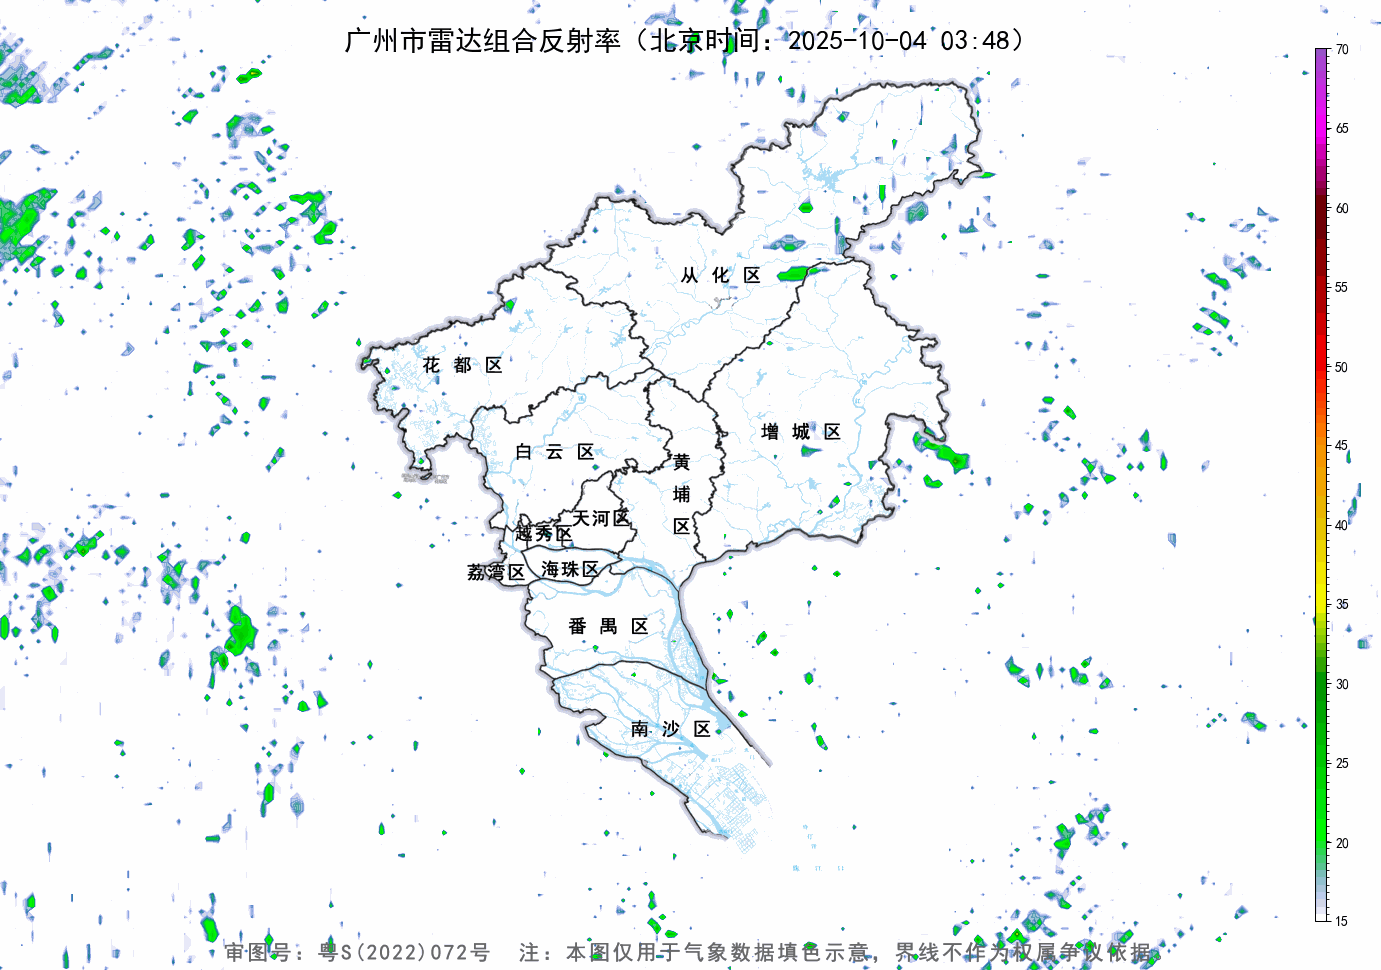 广州市雷达组合反射率（北京时间：2025-10-04 03:48）
70
65
60
55
50
45
40
35
30
25
20
15
从化区
花都区
增城区
白云区
黄埔区
天河区
越秀区
荔湾区
海珠区
番禺区
南沙区
审图号：粤S(2022)072号 注：本图仅用于气象数据填色示意，界线不作为权属争议依据。